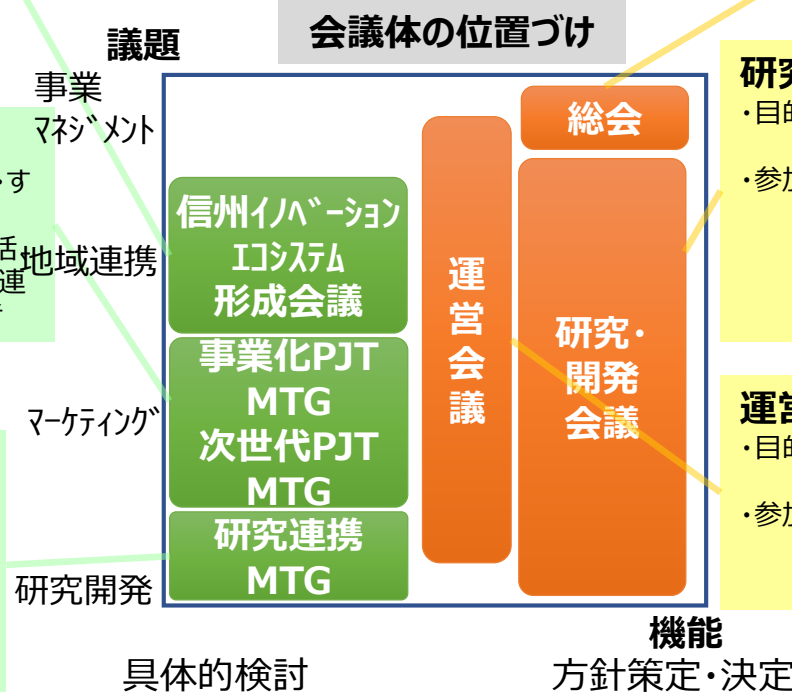 会議体の位置づけ
議題
事業
ﾏﾈｼﾞﾒﾝﾄ
地域連携
ﾏｰｹﾃｨﾝｸﾞ
研究開発
総会
信州ｲﾉﾍﾞｰｼｮﾝ
ｴｺｼｽﾃﾑ
形成会議
事業化PJT
MTG
次世代PJT
MTG
研究連携
MTG
運
営
会
議
研究・
開発
会議
機能
具体的検討
方針策定・決定
・す
活
連
研究
・目的
・参加
運営
・目的
・参加